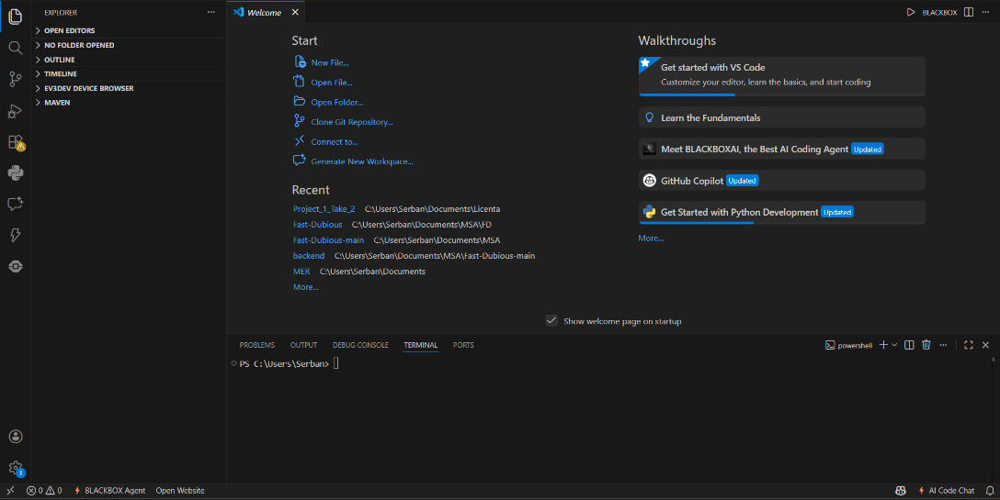 EXPLORER
Welcome
BLACKBOX
OPEN EDITORS
NO FOLDER OPENED
OUTLINE
TIMELINE
EV3DEV DEVICE BROWSER
MAVEN
Start
New File...
Open File...
Open Folder...
Clone Git Repository...
Connect to...
Generate New Workspace...
Recent
Project_1_Take_2 C:\Users\Serban\Documents\Licenta
Fast-Dubious C:\Users\Serban\Documents\MSA\FD
Fast-Dubious-main C:\Users\Serban\Documents\MSA
backend C:\Users\Serban\Documents\MSA\Fast-Dubious-main
MER C:\Users\Serban\Documents
More...
Walkthroughs
Get started with VS Code
Customize your editor, learn the basics, and start coding
Learn the Fundamentals
Meet BLACKBOXAI, the Best AI Coding Agent Updated
GitHub Copilot Updated
Get Started with Python Development Updated
More...
Show welcome page on startup
PROBLEMS OUTPUT DEBUG CONSOLE TERMINAL PORTS
powershell
PS C:\Users\Serban>
1
0 0 BLACKBOX Agent Open Website
AI Code Chat